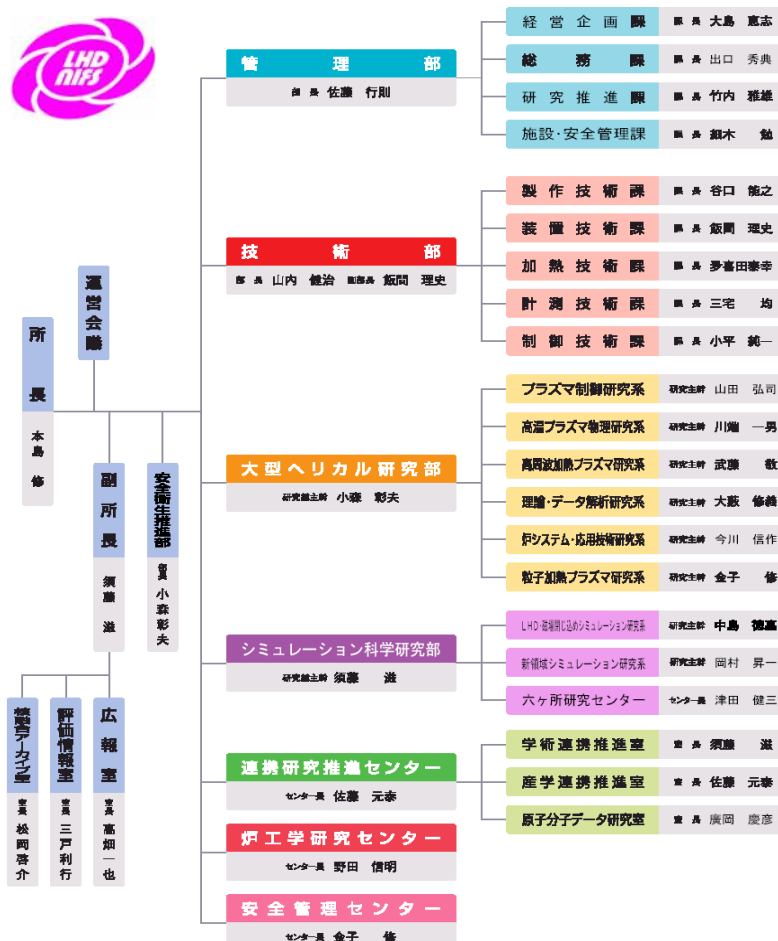 LHD
NIFS
所長
本島 修
運営会議
副所長
須藤 滋
安全衛生推進部
部長 小森彰夫
核融合アーカイブ室
室長 松岡啓介
評価情報室
室長 三戸利行
広報室
室長 高畑一也
管理部
部長 佐藤 行則
経営企画課 課長 大島 恵志
総務課 課長 出口 秀典
研究推進課 課長 竹内 雅雄
施設・安全管理課 課長 細木 勉
技術部
部長 山内 健治 副部長 飯間 理史
製作技術課 課長 谷口 能之
装置技術課 課長 飯間 理史
加熱技術課 課長 夛喜田泰幸
計測技術課 課長 三宅 均
制御技術課 課長 小平 純一
大型ヘリカル研究部
研究総主幹 小森 彰夫
プラズマ制御研究系 研究主幹 山田 弘司
高温プラズマ物理研究系 研究主幹 川端 一男
高周波加熱プラズマ研究系 研究主幹 武藤 敬
理論・データ解析研究系 研究主幹 大薮 修義
炉システム・応用技術研究系 研究主幹 今川 信作
粒子加熱プラズマ研究系 研究主幹 金子 修
シミュレーション科学研究部
研究総主幹 須藤 滋
LHD・磁場閉じ込めシミュレーション研究系 研究主幹 中島 徳嘉
新領域シミュレーション研究系 研究主幹 岡村 昇一
六ヶ所研究センター センター長 津田 健三
連携研究推進センター
センター長 佐藤 元泰
学術連携推進室 室長 須藤 滋
産学連携推進室 室長 佐藤 元泰
原子分子データ研究室 室長 廣岡 慶彦
炉工学研究センター
センター長 野田 信明
安全管理センター
センター長 金子 修